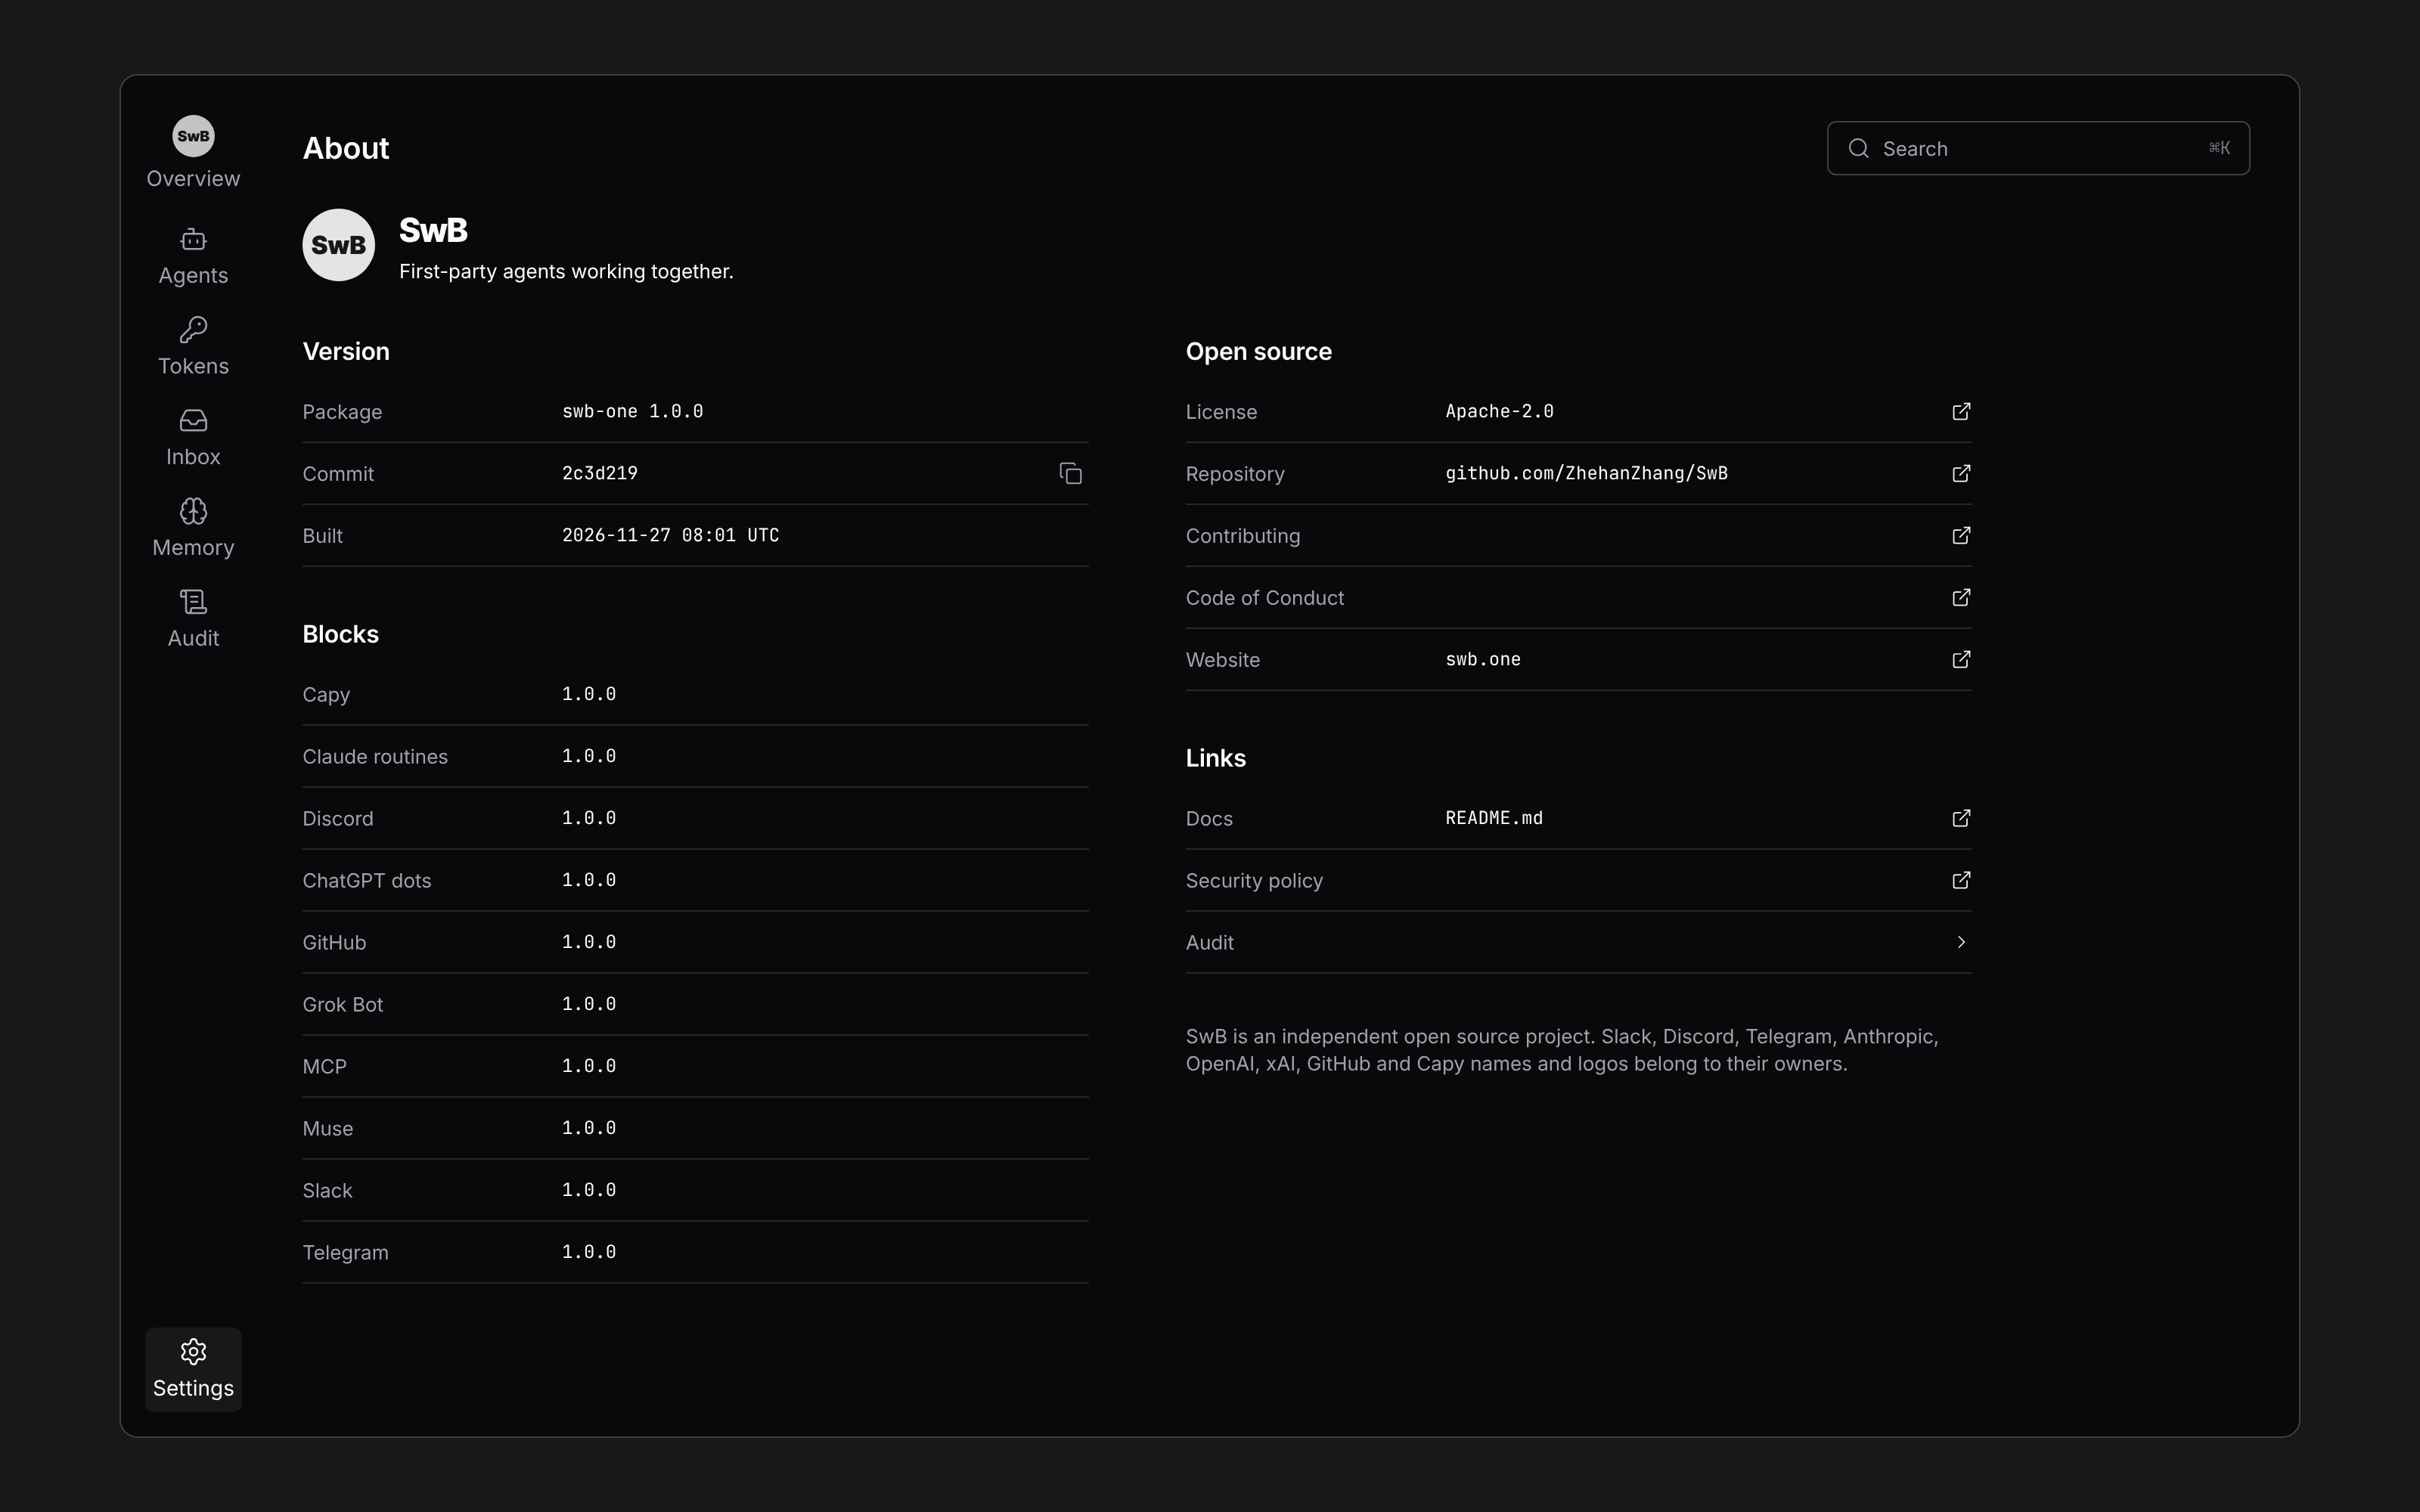 SwB
Overview
Agents
Tokens
Inbox
Memory
Audit
Settings
About
Search
⌘K
SwB
SwB
First-party agents working together.
Version
Package swb-one 1.0.0
Commit 2c3d219
Built 2026-11-27 08:01 UTC
Blocks
Capy 1.0.0
Claude routines 1.0.0
Discord 1.0.0
ChatGPT dots 1.0.0
GitHub 1.0.0
Grok Bot 1.0.0
MCP 1.0.0
Muse 1.0.0
Slack 1.0.0
Telegram 1.0.0
Open source
License Apache-2.0
Repository github.com/ZhehanZhang/SwB
Contributing
Code of Conduct
Website swb.one
Links
Docs README.md
Security policy
Audit
SwB is an independent open source project. Slack, Discord, Telegram, Anthropic,
OpenAI, xAI, GitHub and Capy names and logos belong to their owners.